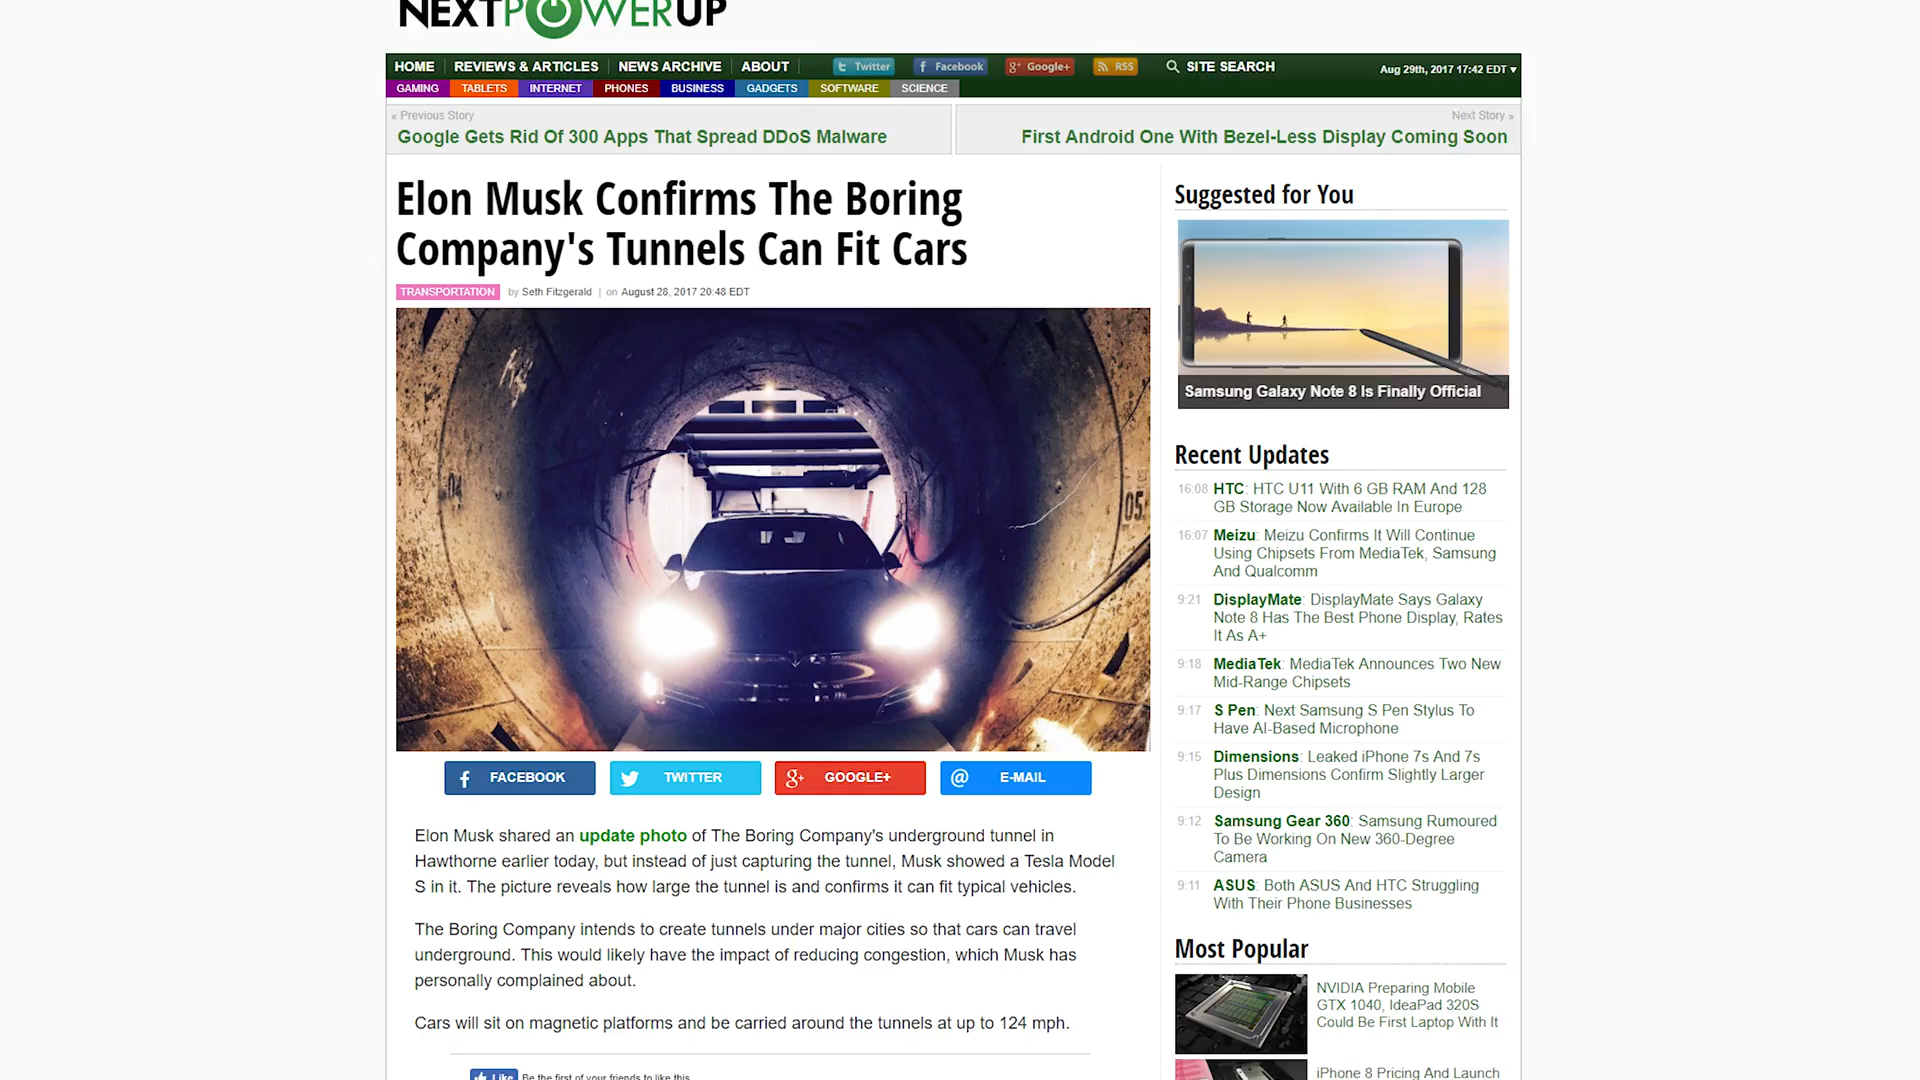 NEXTPOWERUP
HOME
REVIEWS & ARTICLES
NEWS ARCHIVE
ABOUT
Twitter
Facebook
Google+
RSS
SITE SEARCH
Aug 29th, 2017 17:42 EDT
GAMING
TABLETS
INTERNET
PHONES
BUSINESS
GADGETS
SOFTWARE
SCIENCE
« Previous Story
Google Gets Rid Of 300 Apps That Spread DDoS Malware
Next Story »
First Android One With Bezel-Less Display Coming Soon
Elon Musk Confirms The Boring
Company's Tunnels Can Fit Cars
TRANSPORTATION by Seth Fitzgerald | on August 28, 2017 20:48 EDT
04
05
FACEBOOK
TWITTER
GOOGLE+
E-MAIL
Elon Musk shared an update photo of The Boring Company's underground tunnel in
Hawthorne earlier today, but instead of just capturing the tunnel, Musk showed a Tesla Model
S in it. The picture reveals how large the tunnel is and confirms it can fit typical vehicles.
The Boring Company intends to create tunnels under major cities so that cars can travel
underground. This would likely have the impact of reducing congestion, which Musk has
personally complained about.
Cars will sit on magnetic platforms and be carried around the tunnels at up to 124 mph.
Like Be the first of your friends to like this
Suggested for You
Samsung Galaxy Note 8 Is Finally Official
Recent Updates
16:08 HTC: HTC U11 With 6 GB RAM And 128
GB Storage Now Available In Europe
16:07 Meizu: Meizu Confirms It Will Continue
Using Chipsets From MediaTek, Samsung
And Qualcomm
9:21 DisplayMate: DisplayMate Says Galaxy
Note 8 Has The Best Phone Display, Rates
It As A+
9:18 MediaTek: MediaTek Announces Two New
Mid-Range Chipsets
9:17 S Pen: Next Samsung S Pen Stylus To
Have AI-Based Microphone
9:15 Dimensions: Leaked iPhone 7s And 7s
Plus Dimensions Confirm Slightly Larger
Design
9:12 Samsung Gear 360: Samsung Rumoured
To Be Working On New 360-Degree
Camera
9:11 ASUS: Both ASUS And HTC Struggling
With Their Phone Businesses
Most Popular
NVIDIA Preparing Mobile
GTX 1040, IdeaPad 320S
Could Be First Laptop With It
iPhone 8 Pricing And Launch